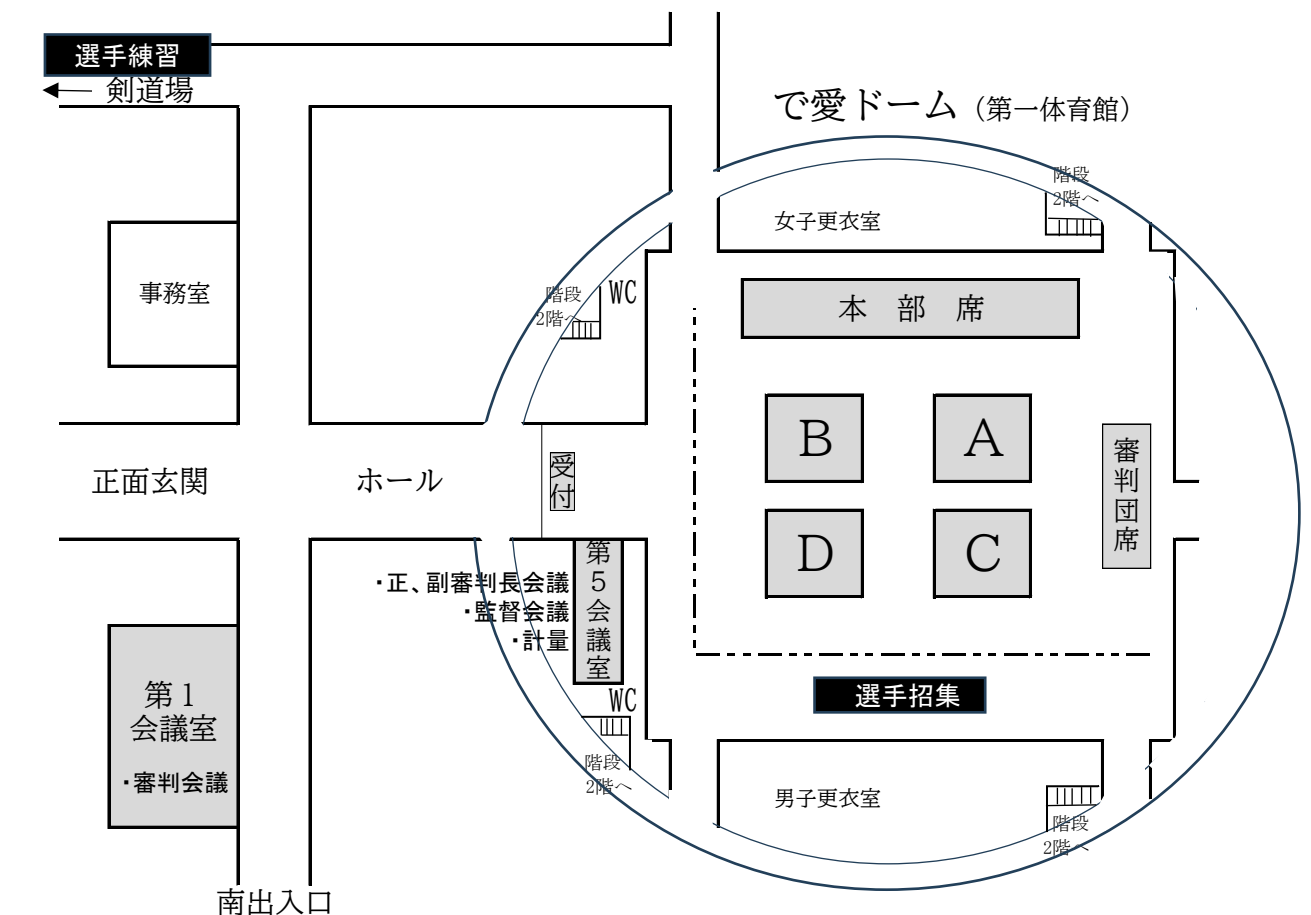 選手練習
← 剣道場
で愛ドーム（第一体育館）
階段
2階へ
女子更衣室
事務室
階段
2階へ
WC
本 部 席
B
A
審判団席
正面玄関
ホール
受付
D
C
第５会議室
・正、副審判長会議
・監督会議
・計量
第１
会議室
・審判会議
WC
選手招集
階段
2階へ
男子更衣室
階段
2階へ
南出入口